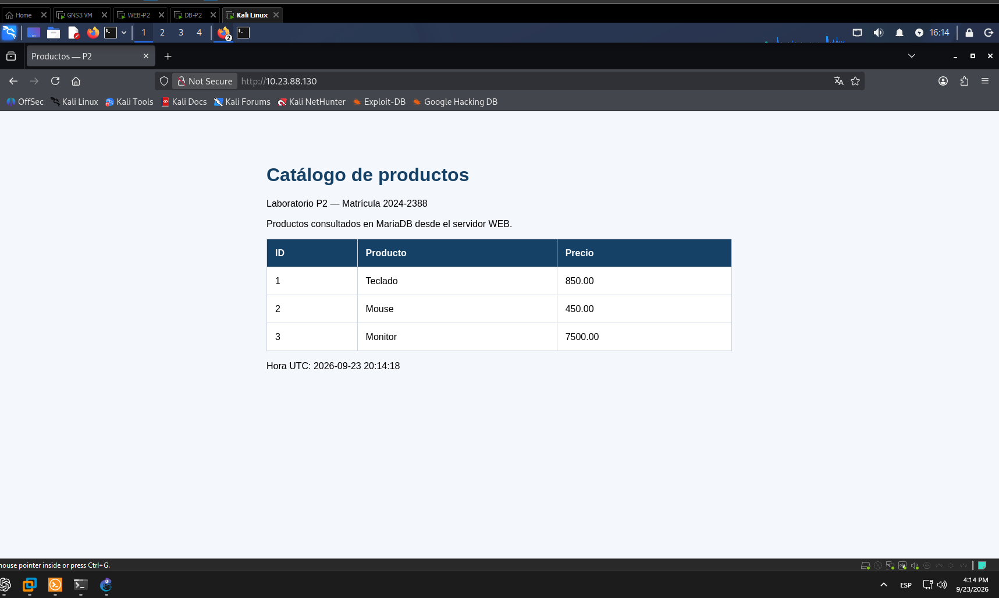 Home GNS3 VM WEB-P2 DB-P2 Kali Linux
1 2 3 4 2 16:14
Productos — P2
Not Secure http://10.23.88.130
OffSec Kali Linux Kali Tools Kali Docs Kali Forums Kali NetHunter Exploit-DB Google Hacking DB
Catálogo de productos
Laboratorio P2 — Matrícula 2024-2388
Productos consultados en MariaDB desde el servidor WEB.
ID Producto Precio
1 Teclado 850.00
2 Mouse 450.00
3 Monitor 7500.00
Hora UTC: 2026-09-23 20:14:18
nouse pointer inside or press Ctrl+G.
ESP 4:14 PM
9/23/2026